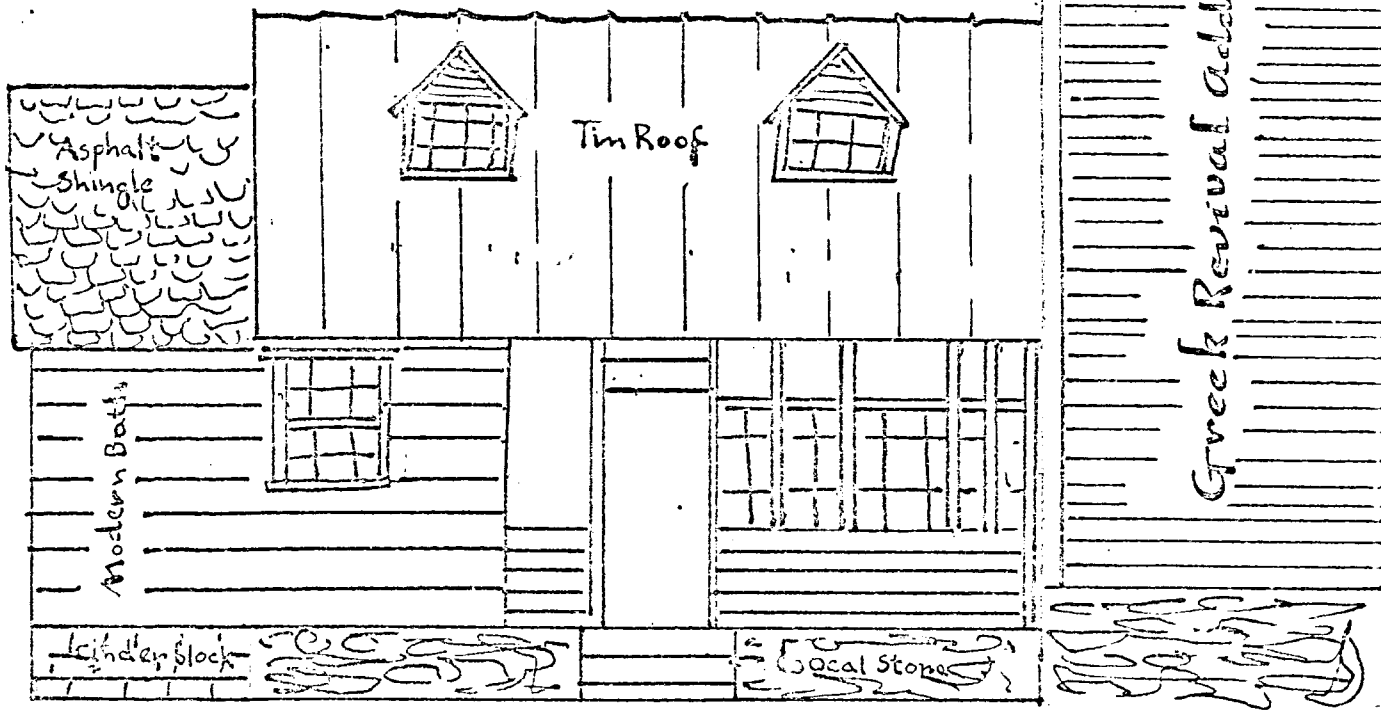 Asphalt
Shingle
Tin Roof
Greek Revival add
Modern Bath
Cinder block
Local Stone